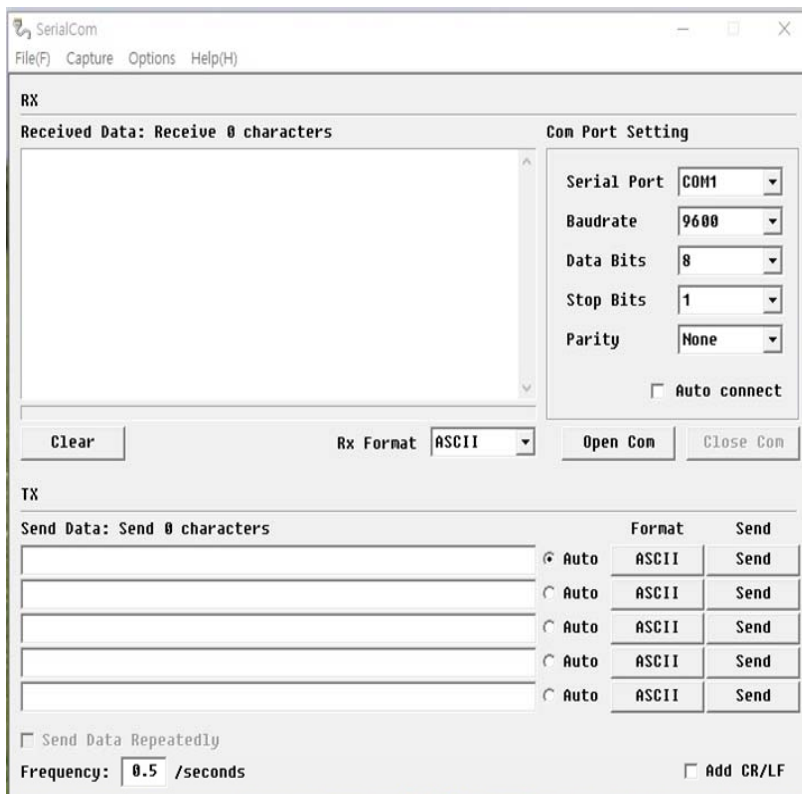 SerialCom
File(F) Capture Options Help(H)
RX
Received Data: Receive 0 characters
Com Port Setting
Serial Port COM1
Baudrate 9600
Data Bits 8
Stop Bits 1
Parity None
Auto connect
Clear Rx Format ASCII Open Com Close Com
TX
Send Data: Send 0 characters Format Send
Auto ASCII Send
Auto ASCII Send
Auto ASCII Send
Auto ASCII Send
Auto ASCII Send
Send Data Repeatedly
Frequency: 0.5 /seconds Add CR/LF